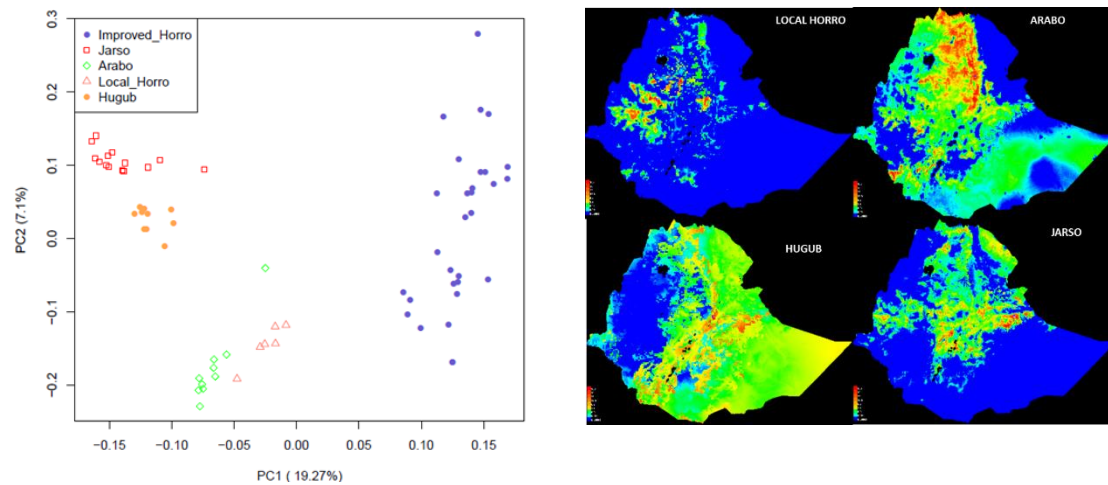 Improved_Horro
Jarso
Arabo
Local_Horro
Hugub
0.3
0.2
0.1
0.0
−0.1
−0.2
PC2 (7.1%)
−0.15
−0.10
−0.05
0.00
0.05
0.10
0.15
PC1 ( 19.27%)
LOCAL HORRO
ARABO
HUGUB
JARSO